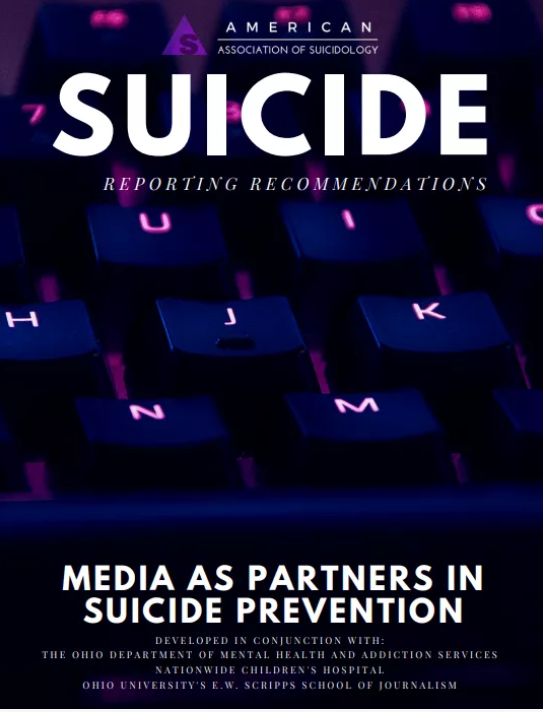 AMERICAN
ASSOCIATION OF SUICIDOLOGY
SUICIDE
REPORTING RECOMMENDATIONS
7
U I
H J K
N M
MEDIA AS PARTNERS IN
SUICIDE PREVENTION
DEVELOPED IN CONJUNCTION WITH:
THE OHIO DEPARTMENT OF MENTAL HEALTH AND ADDICTION SERVICES
NATIONWIDE CHILDREN'S HOSPITAL
OHIO UNIVERSITY'S E.W. SCRIPPS SCHOOL OF JOURNALISM